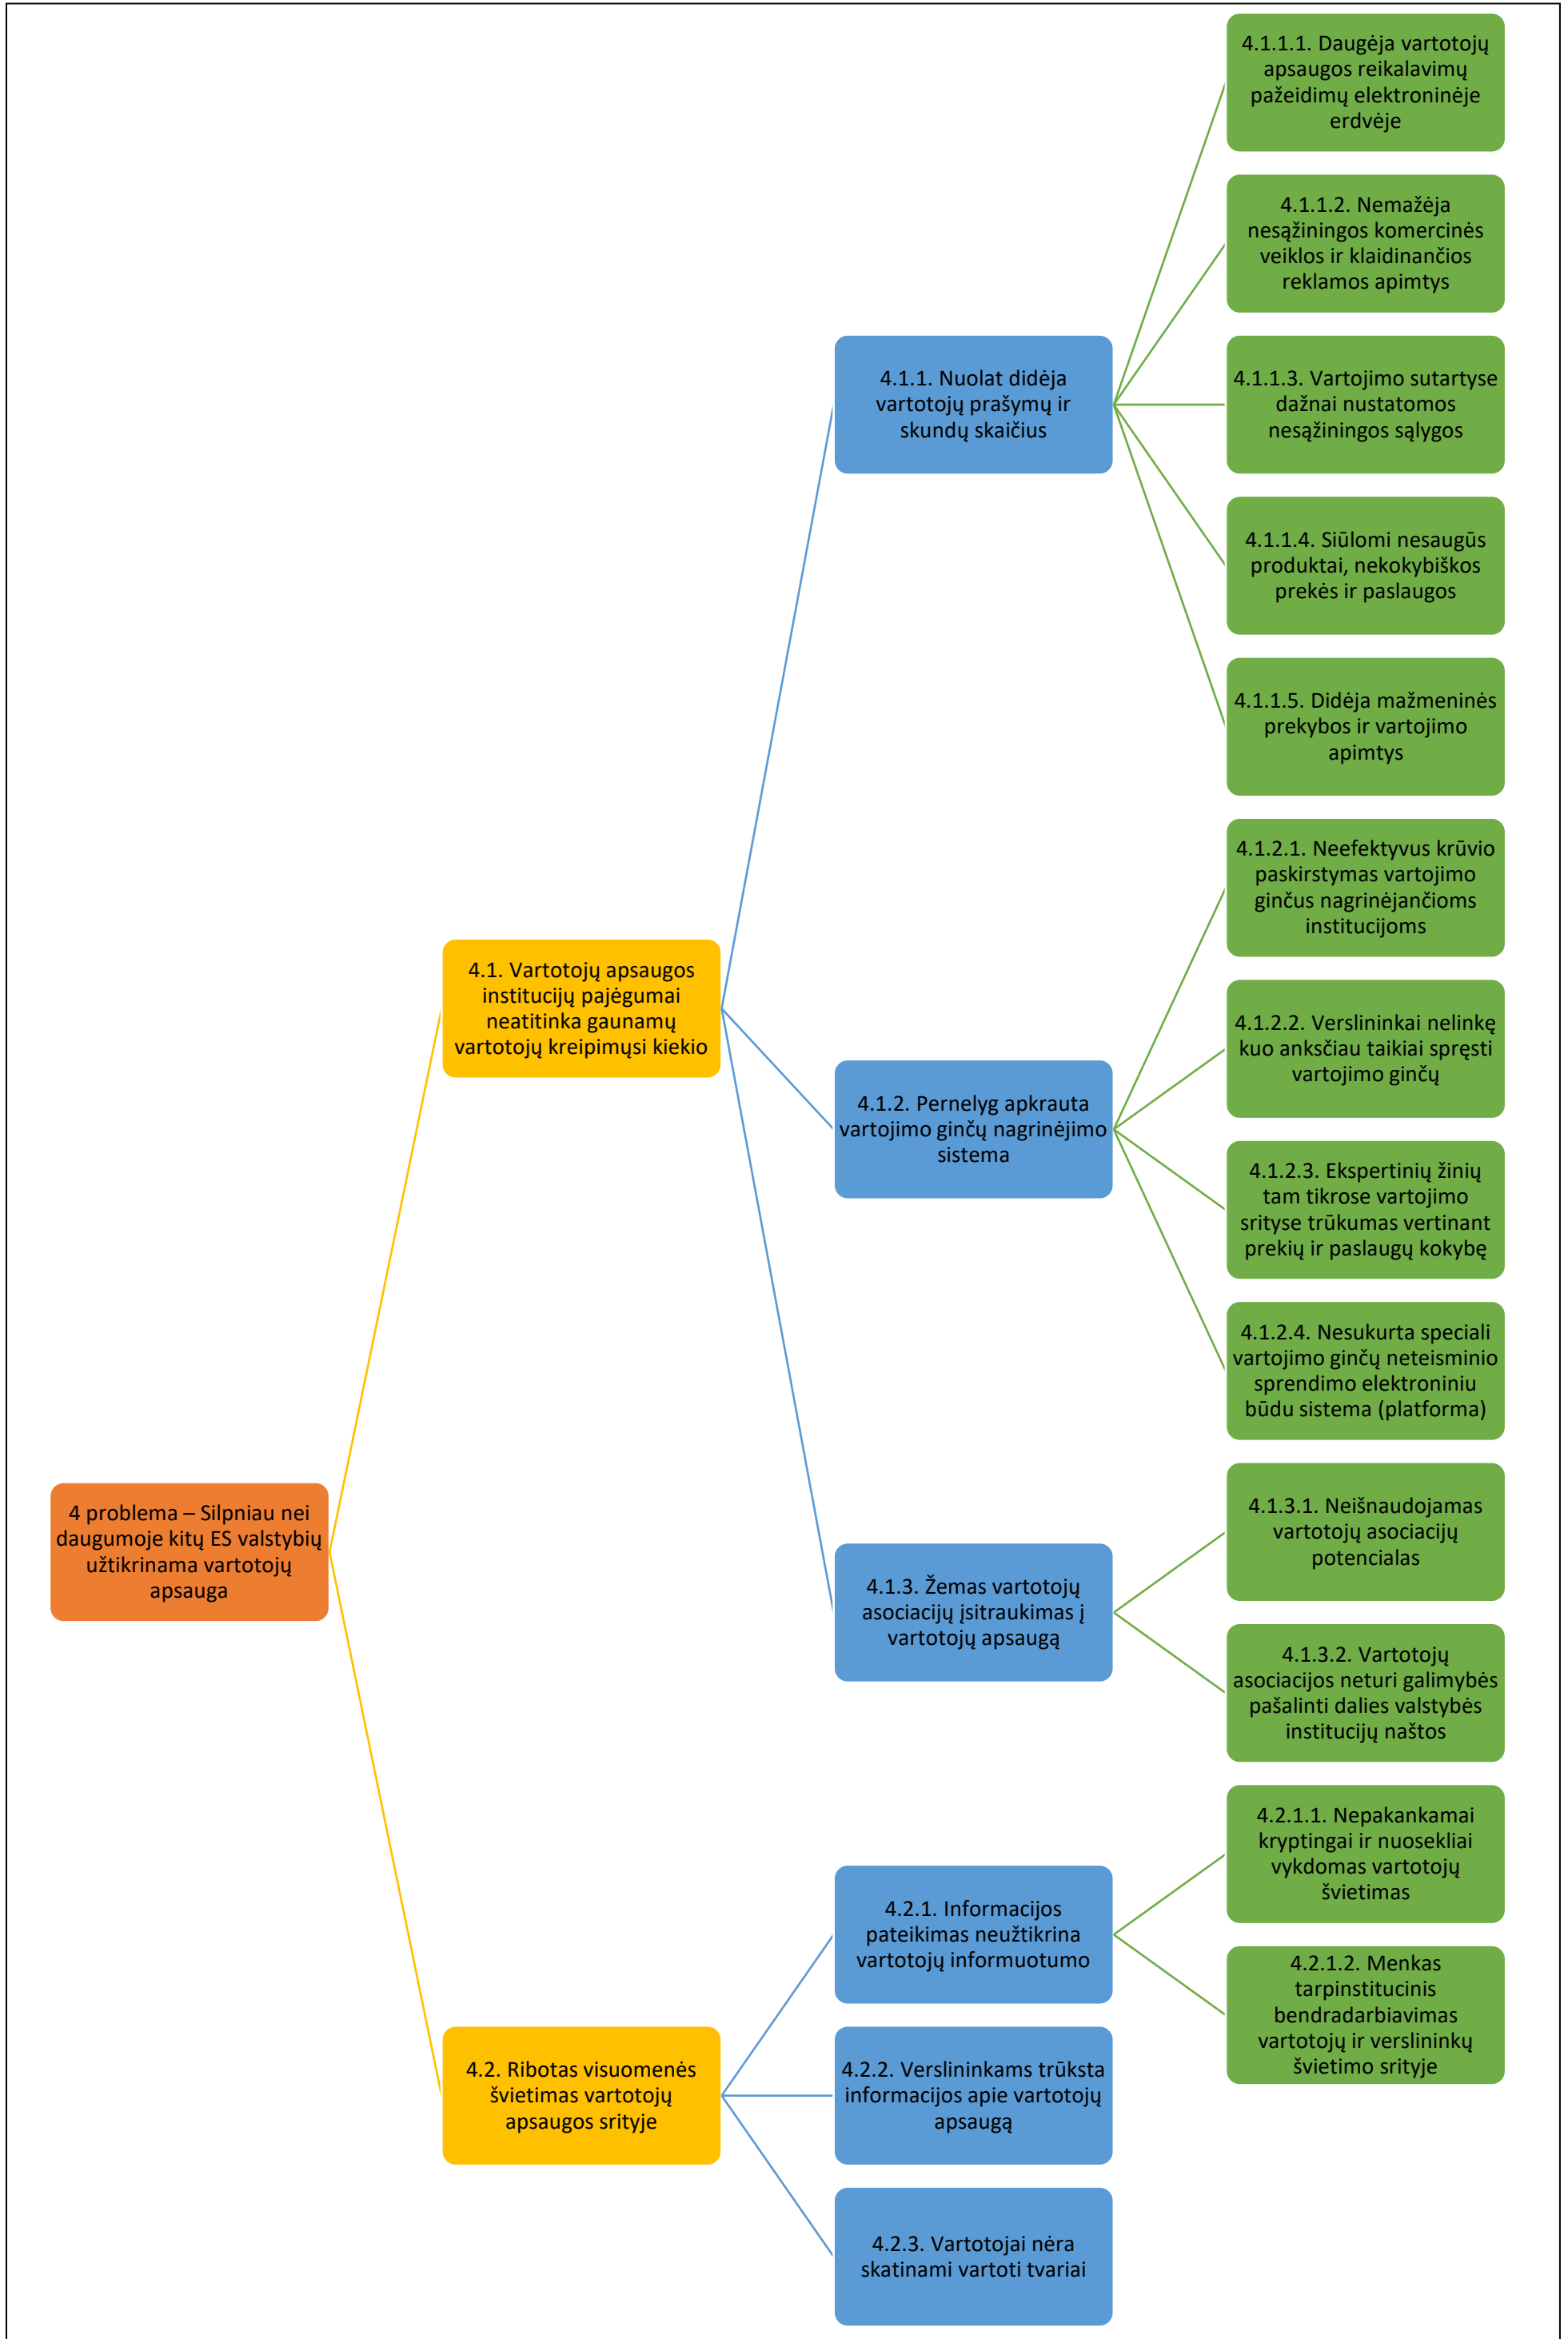 4 problema – Silpniau nei
daugumoje kitų ES valstybių
užtikrinama vartotojų
apsauga
4.1. Vartotojų apsaugos
institucijų pajėgumai
neatitinka gaunamų
vartotojų kreipimųsi kiekio
4.1.1. Nuolat didėja
vartotojų prašymų ir
skundų skaičius
4.1.1.1. Daugėja vartotojų
apsaugos reikalavimų
pažeidimų elektroninėje
erdvėje
4.1.1.2. Nemažėja
nesąžiningos komercinės
veiklos ir klaidinančios
reklamos apimtys
4.1.1.3. Vartojimo sutartyse
dažnai nustatomos
nesąžiningos sąlygos
4.1.1.4. Siūlomi nesaugūs
produktai, nekokybiškos
prekės ir paslaugos
4.1.1.5. Didėja mažmeninės
prekybos ir vartojimo
apimtys
4.1.2. Pernelyg apkrauta
vartojimo ginčų nagrinėjimo
sistema
4.1.2.1. Neefektyvus krūvio
paskirstymas vartojimo
ginčus nagrinėjančioms
institucijoms
4.1.2.2. Verslininkai nelinkę
kuo anksčiau taikiai spręsti
vartojimo ginčų
4.1.2.3. Ekspertinių žinių
tam tikrose vartojimo
srityse trūkumas vertinant
prekių ir paslaugų kokybę
4.1.2.4. Nesukurta speciali
vartojimo ginčų neteisminio
sprendimo elektroniniu
būdu sistema (platforma)
4.1.3. Žemas vartotojų
asociacijų įsitraukimas į
vartotojų apsaugą
4.1.3.1. Neišnaudojamas
vartotojų asociacijų
potencialas
4.1.3.2. Vartotojų
asociacijos neturi galimybės
pašalinti dalies valstybės
institucijų naštos
4.2. Ribotas visuomenės
švietimas vartotojų
apsaugos srityje
4.2.1. Informacijos
pateikimas neužtikrina
vartotojų informuotumo
4.2.1.1. Nepakankamai
kryptingai ir nuosekliai
vykdomas vartotojų
švietimas
4.2.1.2. Menkas
tarpinstitucinis
bendradarbiavimas
vartotojų ir verslininkų
švietimo srityje
4.2.2. Verslininkams trūksta
informacijos apie vartotojų
apsaugą
4.2.3. Vartotojai nėra
skatinami vartoti tvariai